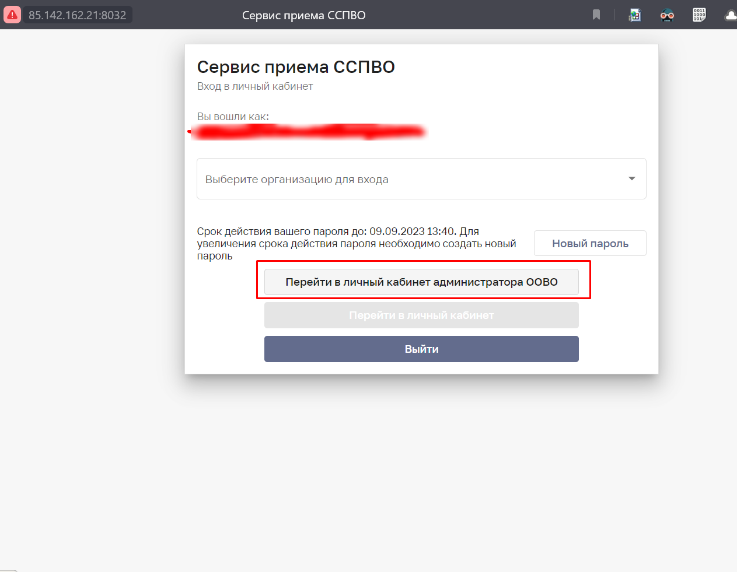 85.142.162.21:8032
Сервис приема ССПВО
Сервис приема ССПВО
Вход в личный кабинет
Вы вошли как:
Выберите организацию для входа
Срок действия вашего пароля до: 09.09.2023 13:40. Для
увеличения срока действия пароля необходимо создать новый
пароль
Новый пароль
Перейти в личный кабинет администратора ООВО
Перейти в личный кабинет
Выйти